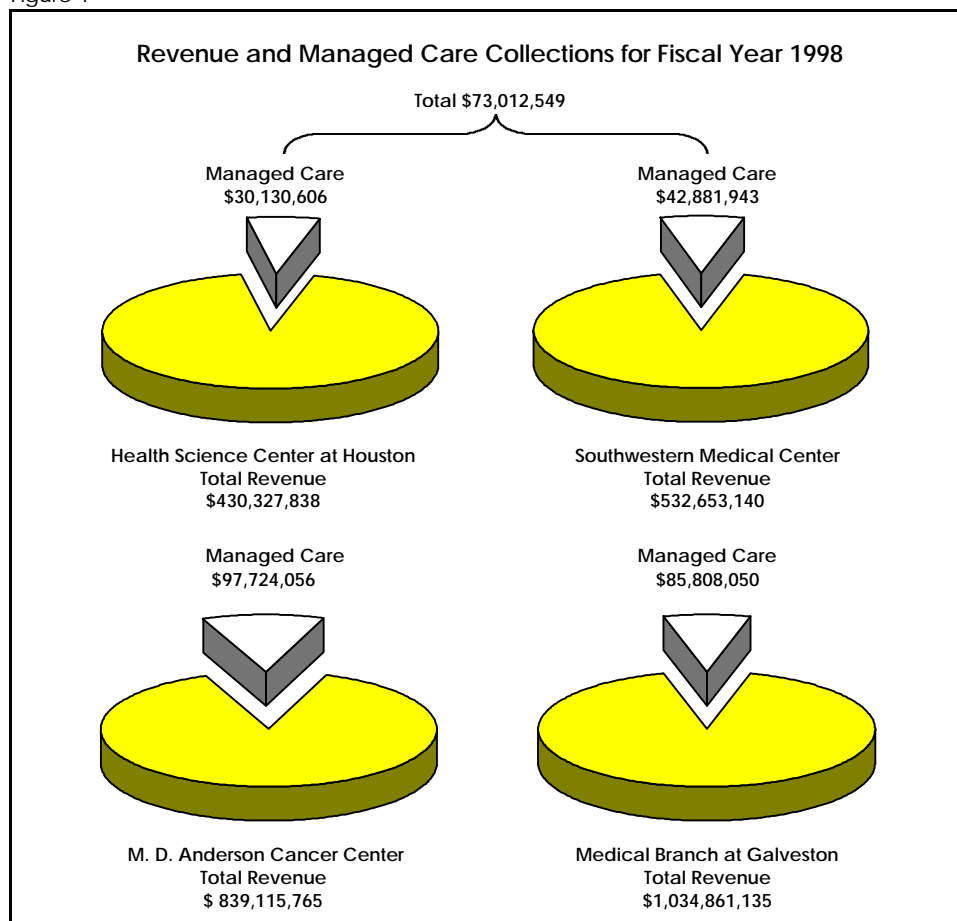 Revenue and Managed Care Collections for Fiscal Year 1998
Total $73,012,549
Managed Care
$30,130,606
Managed Care
$42,881,943
Health Science Center at Houston
Total Revenue
$430,327,838
Southwestern Medical Center
Total Revenue
$532,653,140
Managed Care
$97,724,056
Managed Care
$85,808,050
M. D. Anderson Cancer Center
Total Revenue
$ 839,115,765
Medical Branch at Galveston
Total Revenue
$1,034,861,135